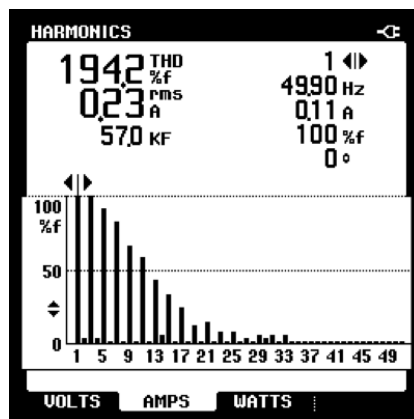 HARMONICS
194.2 THD %f
0.23 rms A
57.0 KF
1
49.90 Hz
0.11 A
100 %f
0 °
100
%f
50
0
1 5 9 13 17 21 25 29 33 37 41 45 49
VOLTS AMPS WATTS